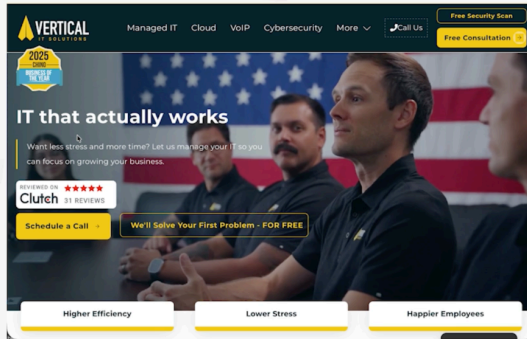 VERTICAL
IT SOLUTIONS
Managed IT
Cloud
VoIP
Cybersecurity
More
Call Us
Free Security Scan
Free Consultation
2025
CHINO
BUSINESS OF
THE YEAR
IT that actually works
Want less stress and more time? Let us manage your IT so you
can focus on growing your business.
REVIEWED ON
Clutch
31 REVIEWS
Schedule a Call
We'll Solve Your First Problem - FOR FREE
Higher Efficiency
Lower Stress
Happier Employees